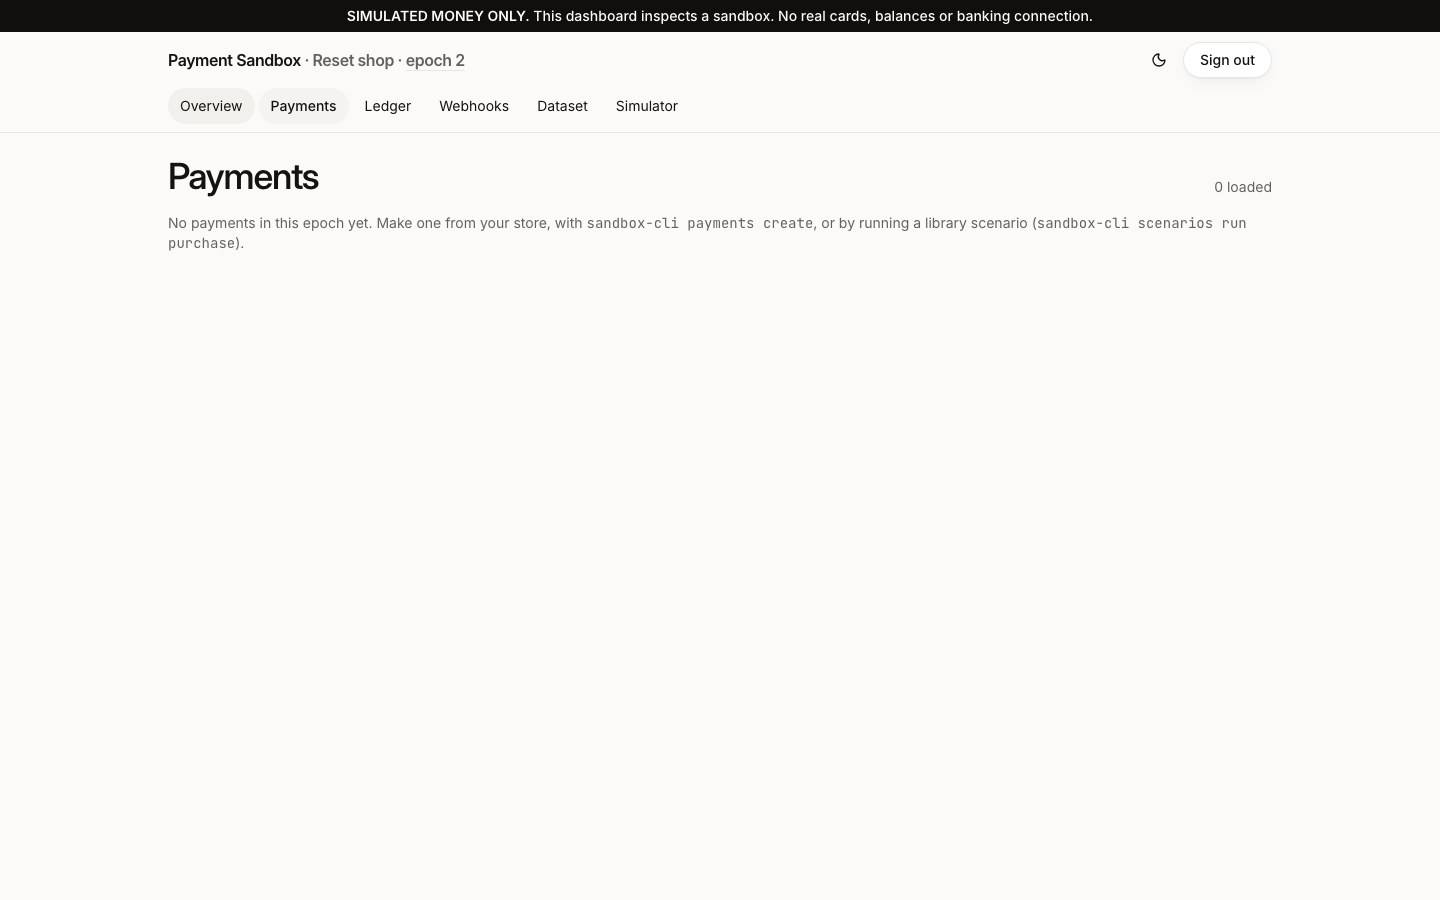 SIMULATED MONEY ONLY. This dashboard inspects a sandbox. No real cards, balances or banking connection.
Payment Sandbox · Reset shop · epoch 2
Sign out
Overview Payments Ledger Webhooks Dataset Simulator
Payments
0 loaded
No payments in this epoch yet. Make one from your store, with sandbox-cli payments create, or by running a library scenario (sandbox-cli scenarios run
purchase).